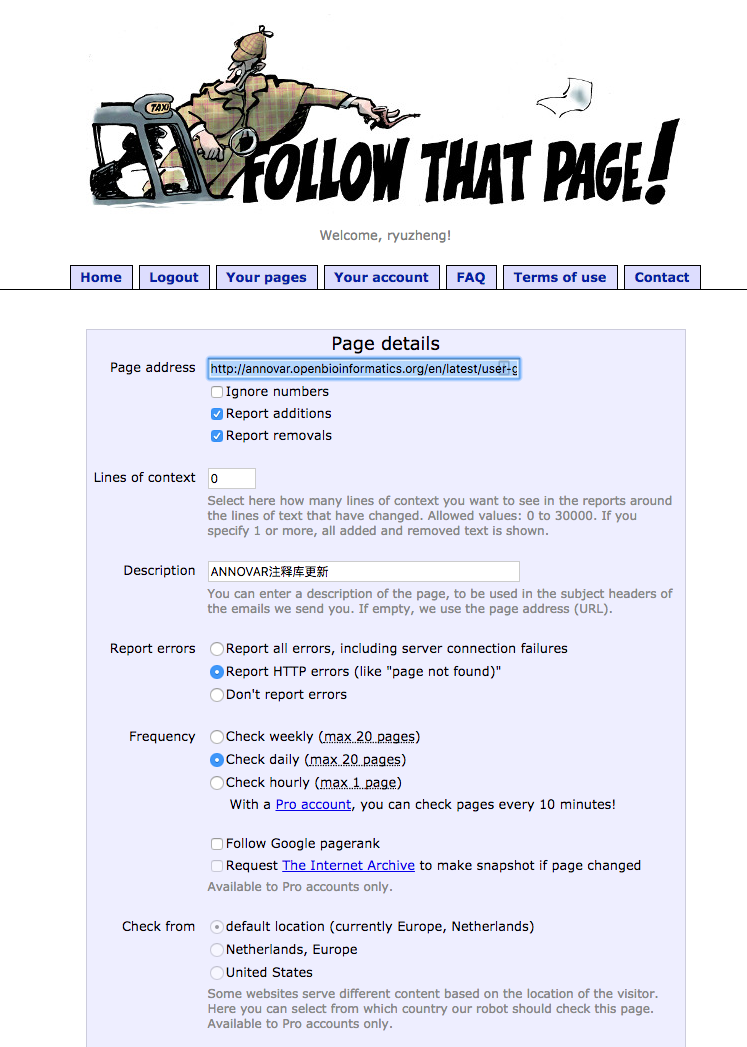 TAXI
FOLLOW THAT PAGE!
Welcome, ryuzheng!
Home Logout Your pages Your account FAQ Terms of use Contact
Page details
Page address http://annovar.openbioinformatics.org/en/latest/user-g
Ignore numbers
Report additions
Report removals
Lines of context 0
Select here how many lines of context you want to see in the reports around
the lines of text that have changed. Allowed values: 0 to 30000. If you
specify 1 or more, all added and removed text is shown.
Description ANNOVAR注释库更新
You can enter a description of the page, to be used in the subject headers of
the emails we send you. If empty, we use the page address (URL).
Report errors Report all errors, including server connection failures
Report HTTP errors (like "page not found)"
Don't report errors
Frequency Check weekly (max 20 pages)
Check daily (max 20 pages)
Check hourly (max 1 page)
With a Pro account, you can check pages every 10 minutes!
Follow Google pagerank
Request The Internet Archive to make snapshot if page changed
Available to Pro accounts only.
Check from default location (currently Europe, Netherlands)
Netherlands, Europe
United States
Some websites serve different content based on the location of the visitor.
Here you can select from which country our robot should check this page.
Available to Pro accounts only.